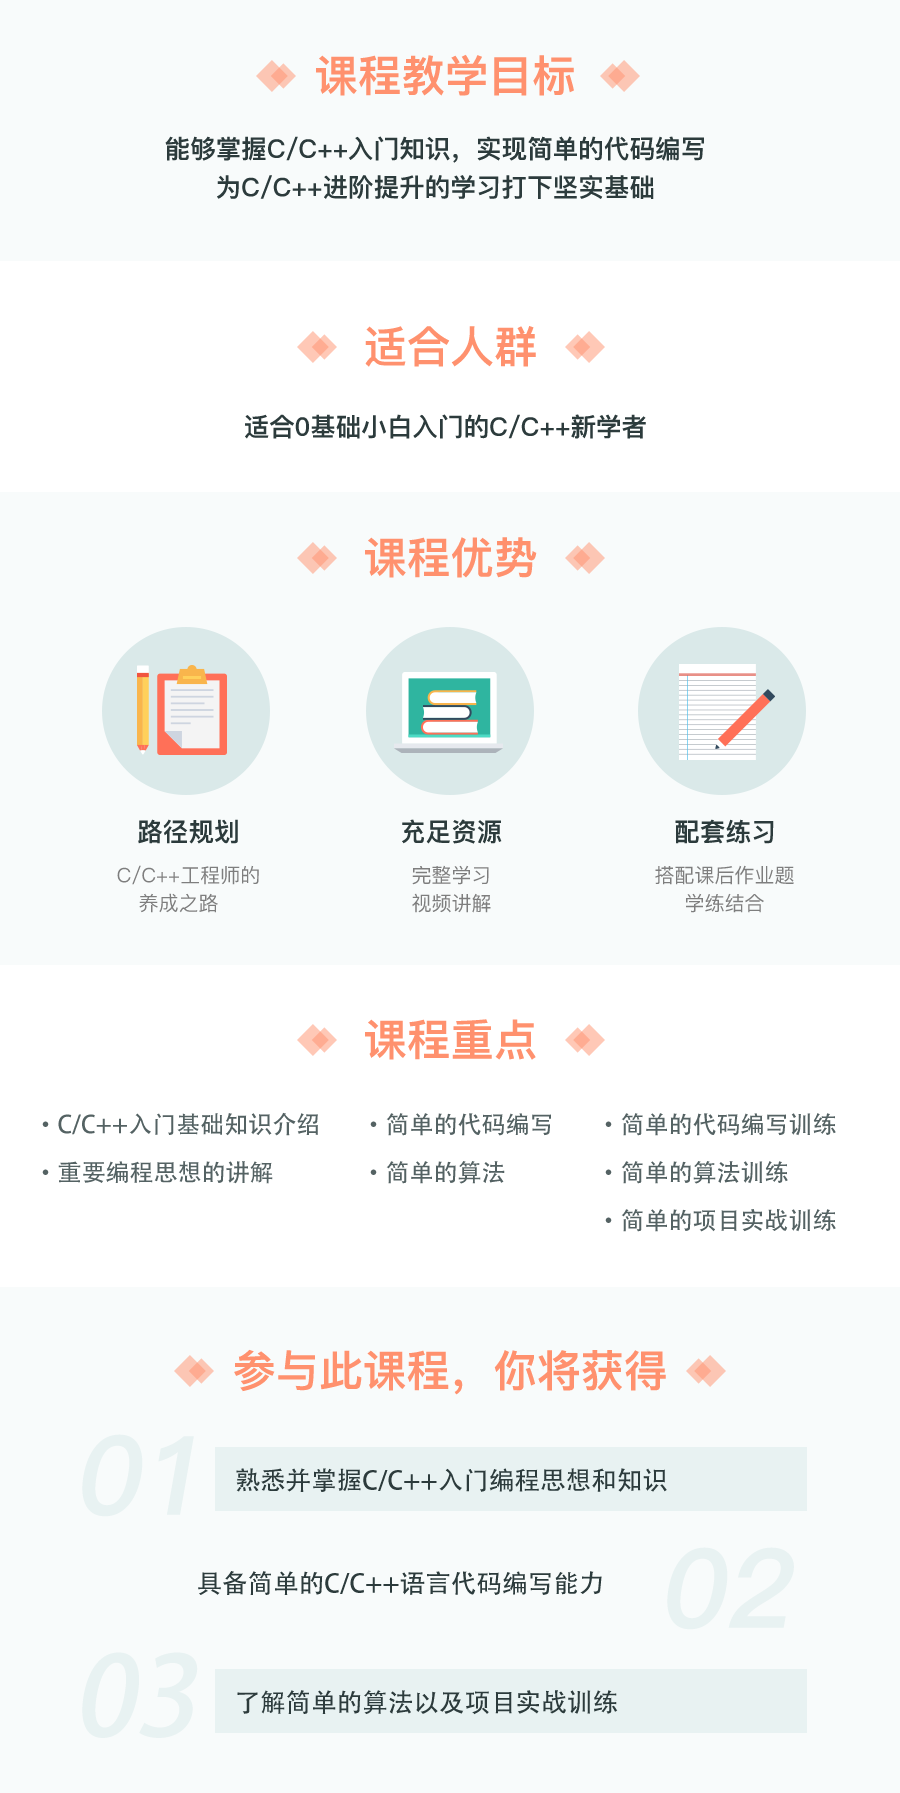 课程教学目标
能够掌握C/C++入门知识，实现简单的代码编写
为C/C++进阶提升的学习打下坚实基础
适合人群
适合0基础小白入门的C/C++新学者
课程优势
路径规划
C/C++工程师的
养成之路
充足资源
完整学习
视频讲解
配套练习
搭配课后作业题
学练结合
课程重点
·C/C++入门基础知识介绍
·重要编程思想的讲解
·简单的代码编写
·简单的算法
·简单的代码编写训练
·简单的算法训练
·简单的项目实战训练
参与此课程，你将获得
01
熟悉并掌握C/C++入门编程思想和知识
具备简单的C/C++语言代码编写能力
02
03
了解简单的算法以及项目实战训练